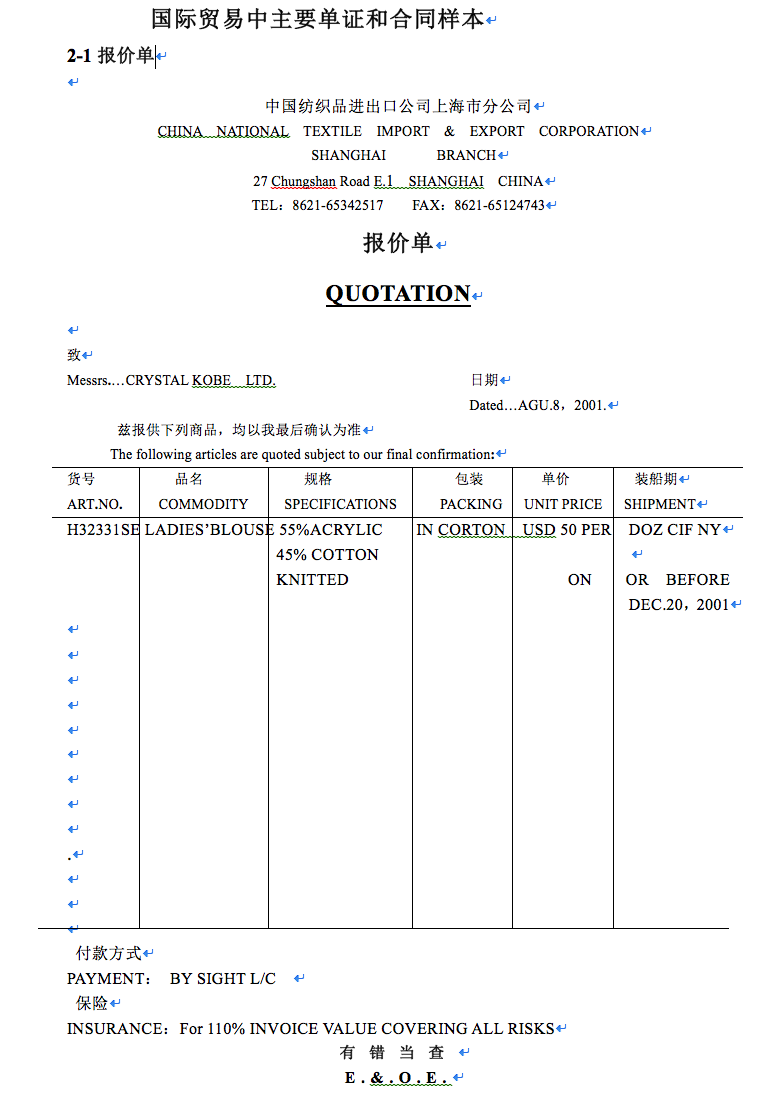 国际贸易中主要单证和合同样本
2-1 报价单
中国纺织品进出口公司上海市分公司
CHINA NATIONAL TEXTILE IMPORT & EXPORT CORPORATION
SHANGHAI BRANCH
27 Chungshan Road E.1 SHANGHAI CHINA
TEL：8621-65342517 FAX：8621-65124743
报价单
QUOTATION
致
Messrs.…CRYSTAL KOBE LTD. 日期
Dated…AGU.8，2001.
兹报供下列商品，均以我最后确认为准
The following articles are quoted subject to our final confirmation:
货号 品名 规格 包装 单价 装船期
ART.NO. COMMODITY SPECIFICATIONS PACKING UNIT PRICE SHIPMENT
H32331SE LADIES’BLOUSE 55%ACRYLIC IN CORTON USD 50 PER DOZ CIF NY
45% COTTON
KNITTED ON OR BEFORE
DEC.20，2001
.
付款方式
PAYMENT： BY SIGHT L/C
保险
INSURANCE：For 110% INVOICE VALUE COVERING ALL RISKS
有 错 当 查
E . & . O . E .